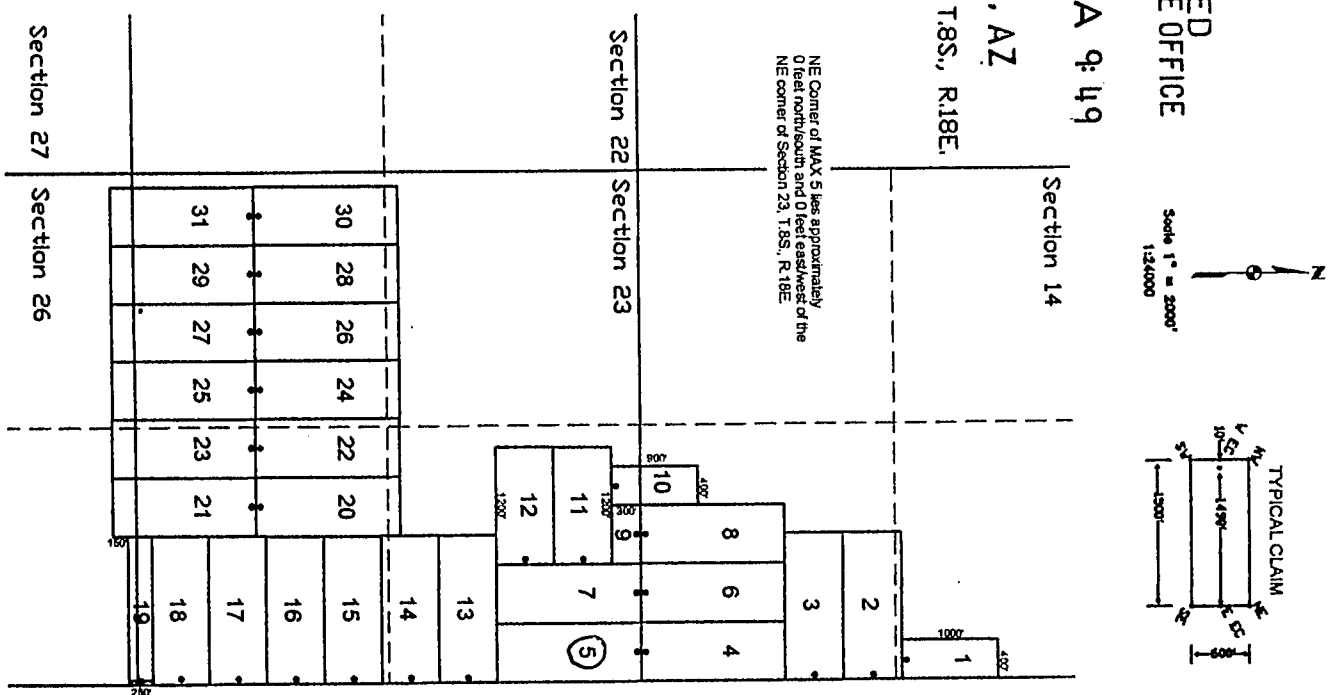 ED
E OFFICE
A 9:49
, AZ
T.8S., R.18E.
N
Scale 1" = 2000'
1:24000
TYPICAL CLAIM
NE
SE
10'
1490'
1500'
600'
NE Corner of MAX 5 lies approximately
0 feet north/south and 0 feet east/west of the
NE corner of Section 23, T.8S., R.18E.
Section 14
Section 22
Section 23
Section 27
Section 26
1
1000'
400'
2
3
4
6
8
10
900'
400'
5
7
9
300'
11
1200'
12
1200'
13
14
15
16
17
18
19
150'
250'
20
22
24
26
28
30
21
23
25
27
29
31